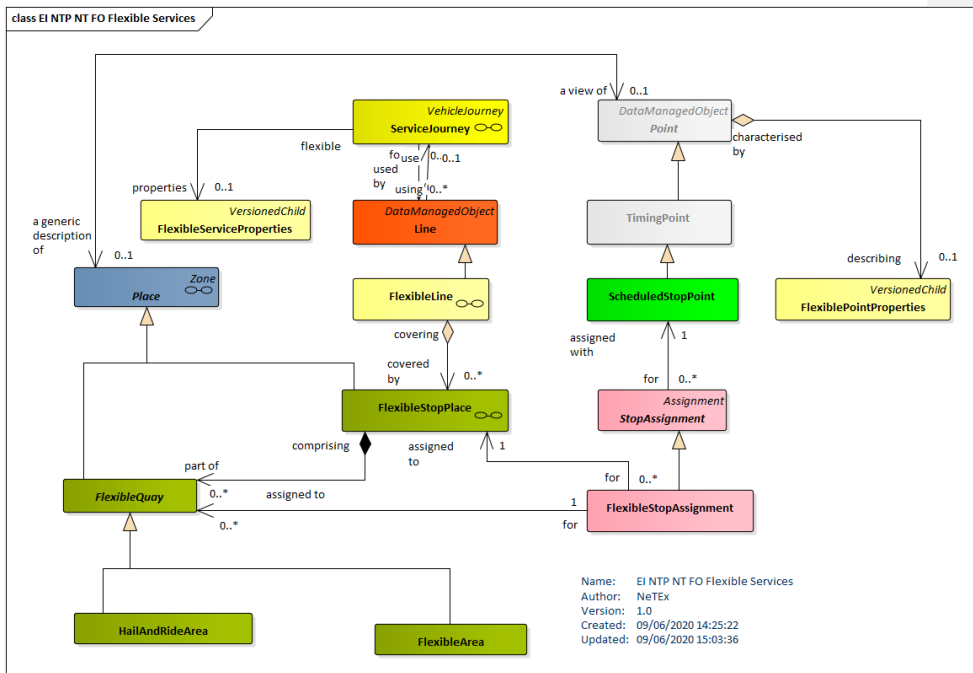 class EI NTP NT FO Flexible Services
a view of
0..1
DataManagedObject
Point
characterised
by
VehicleJourney
ServiceJourney
flexible
fo
use
0..
0..1
used
by
using
0..*
properties
0..1
VersionedChild
FlexibleServiceProperties
DataManagedObject
Line
TimingPoint
a generic
description
of
0..1
describing
0..1
Zone
Place
FlexibleLine
ScheduledStopPoint
VersionedChild
FlexiblePointProperties
covering
covered
by
0..*
assigned
with
1
for
0..*
FlexibleStopPlace
Assignment
StopAssignment
comprising
assigned
to
1
part of
0..*
for
0..*
FlexibleQuay
assigned to
0..*
1
for
FlexibleStopAssignment
HailAndRideArea
FlexibleArea
Name: EI NTP NT FO Flexible Services
Author: NeTEx
Version: 1.0
Created: 09/06/2020 14:25:22
Updated: 09/06/2020 15:03:36